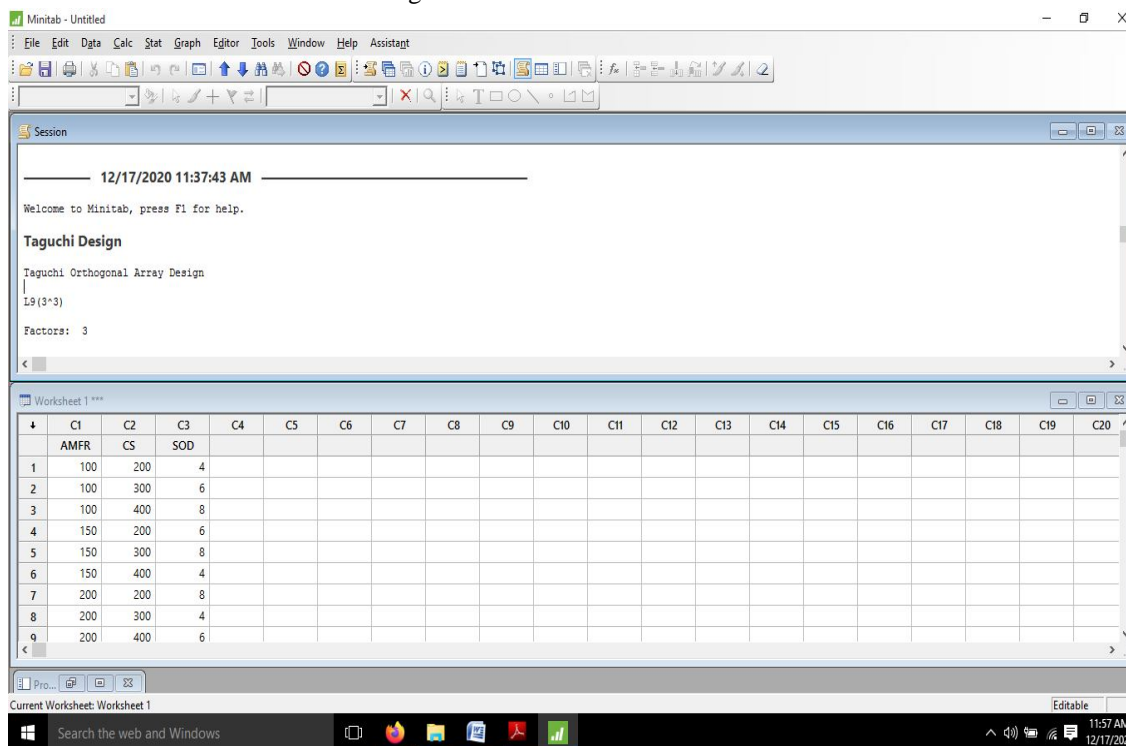 Minitab - Untitled
File Edit Data Calc Stat Graph Editor Tools Window Help Assistant
Session
12/17/2020 11:37:43 AM
Welcome to Minitab, press F1 for help.
Taguchi Design
Taguchi Orthogonal Array Design
L9(3^3)
Factors: 3
Worksheet 1 ***
C1 C2 C3 C4 C5 C6 C7 C8 C9 C10 C11 C12 C13 C14 C15 C16 C17 C18 C19 C20
AMFR CS SOD
1 100 200 4
2 100 300 6
3 100 400 8
4 150 200 6
5 150 300 8
6 150 400 4
7 200 200 8
8 200 300 4
9 200 400 6
Pro...
Current Worksheet: Worksheet 1 Editable
Search the web and Windows
11:57 AM
12/17/202